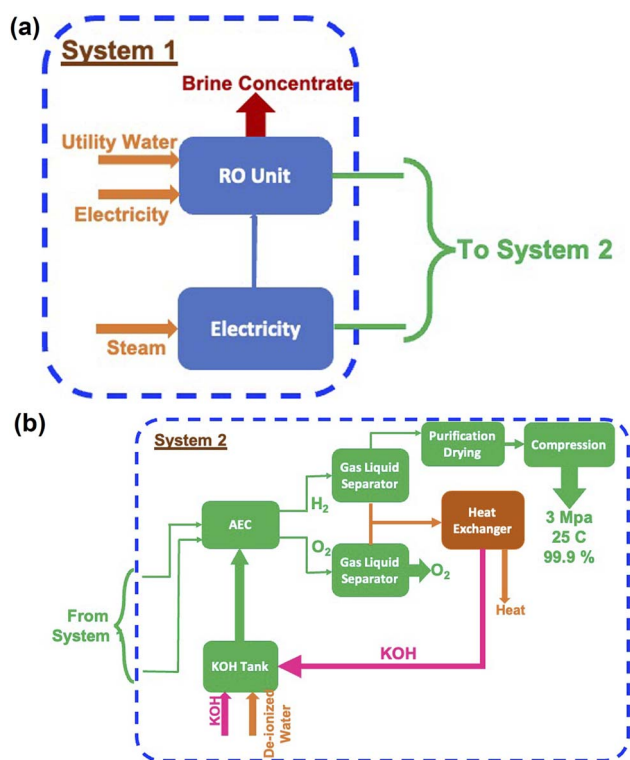 (a)
System 1
Brine Concentrate
Utility Water
RO Unit
Electricity
To System 2
Electricity
Steam
(b)
System 2
Purification
Drying
Compression
Gas Liquid
Separator
H2
AEC
Heat
Exchanger
3 Mpa
25 C
99.9 %
O2
Gas Liquid
Separator
O2
Heat
From
System 1
KOH
KOH Tank
KOH
De-ionized
Water